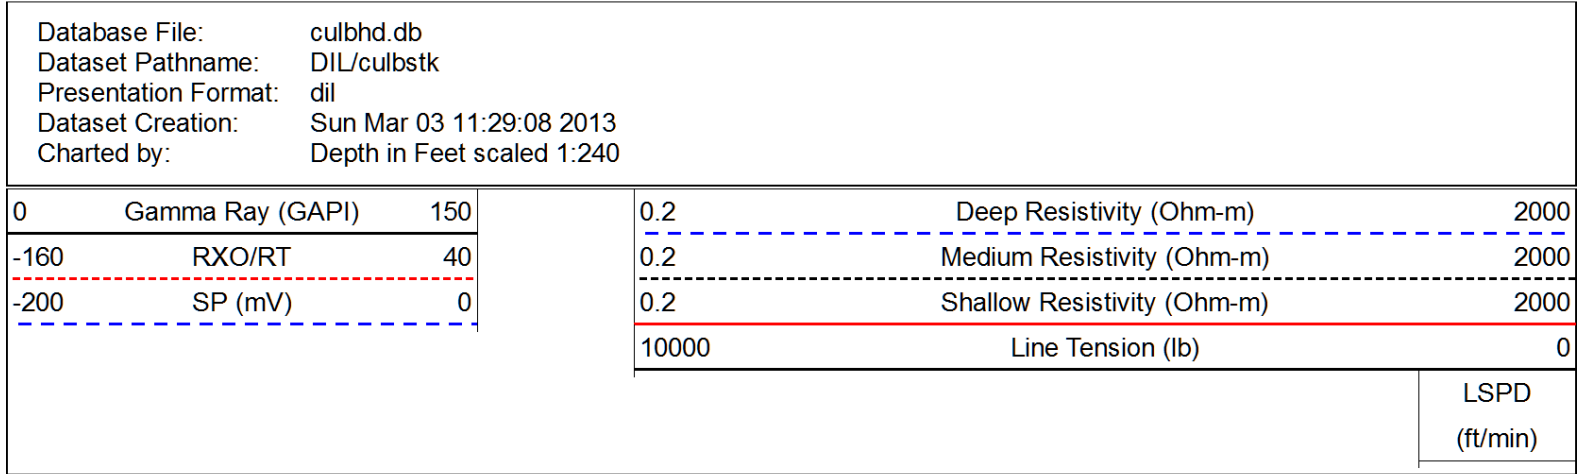 Database File: culbhd.db
Dataset Pathname: DIL/culbstk
Presentation Format: dil
Dataset Creation: Sun Mar 03 11:29:08 2013
Charted by: Depth in Feet scaled 1:240
0 Gamma Ray (GAPI) 150
-160 RXO/RT 40
-200 SP (mV) 0
0.2 Deep Resistivity (Ohm-m) 2000
0.2 Medium Resistivity (Ohm-m) 2000
0.2 Shallow Resistivity (Ohm-m) 2000
10000 Line Tension (lb) 0
LSPD
(ft/min)